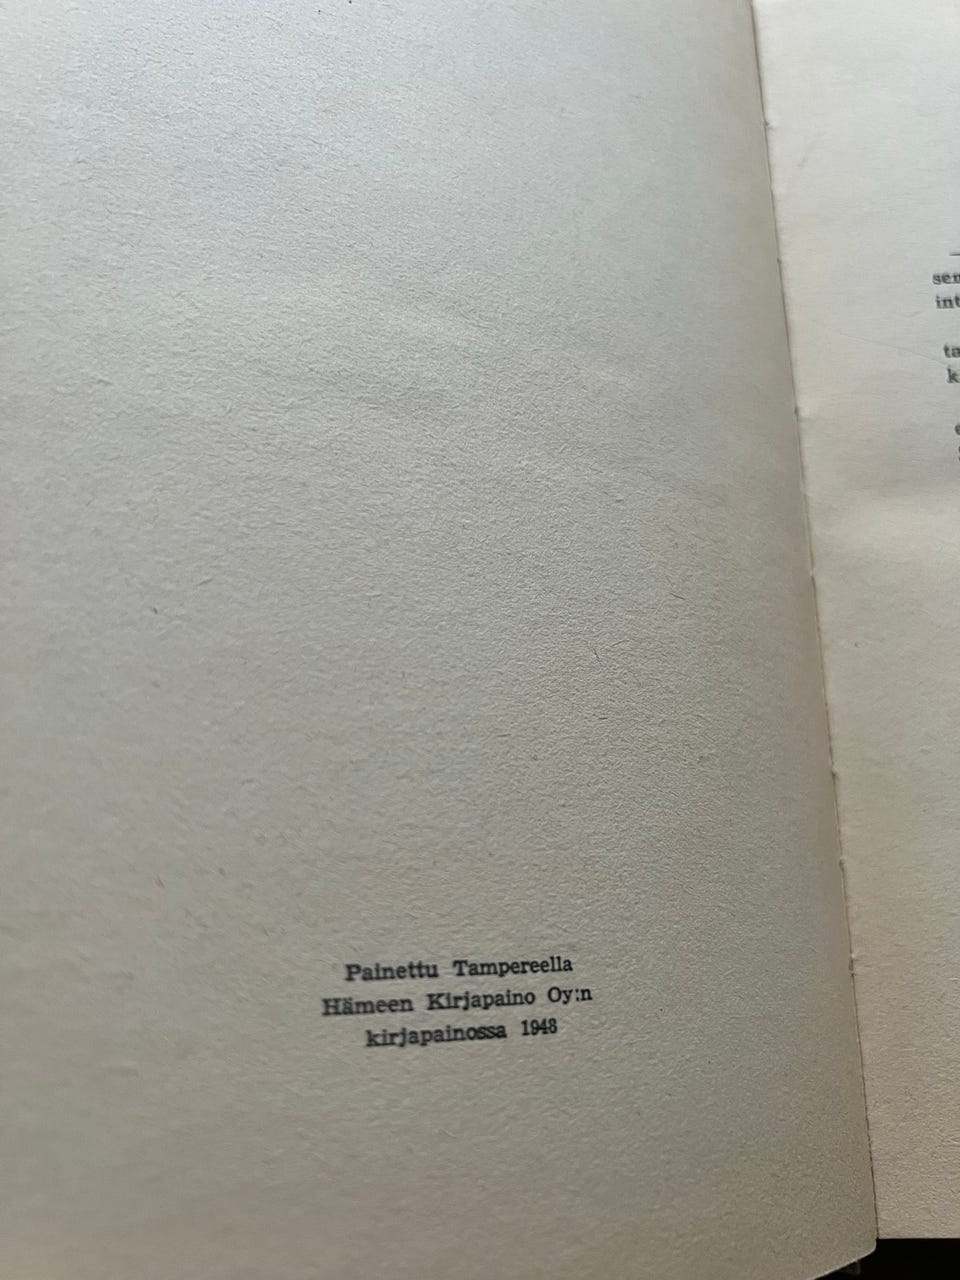 Painettu Tampereella
Hämeen Kirjapaino Oy:n
kirjapainossa 1948